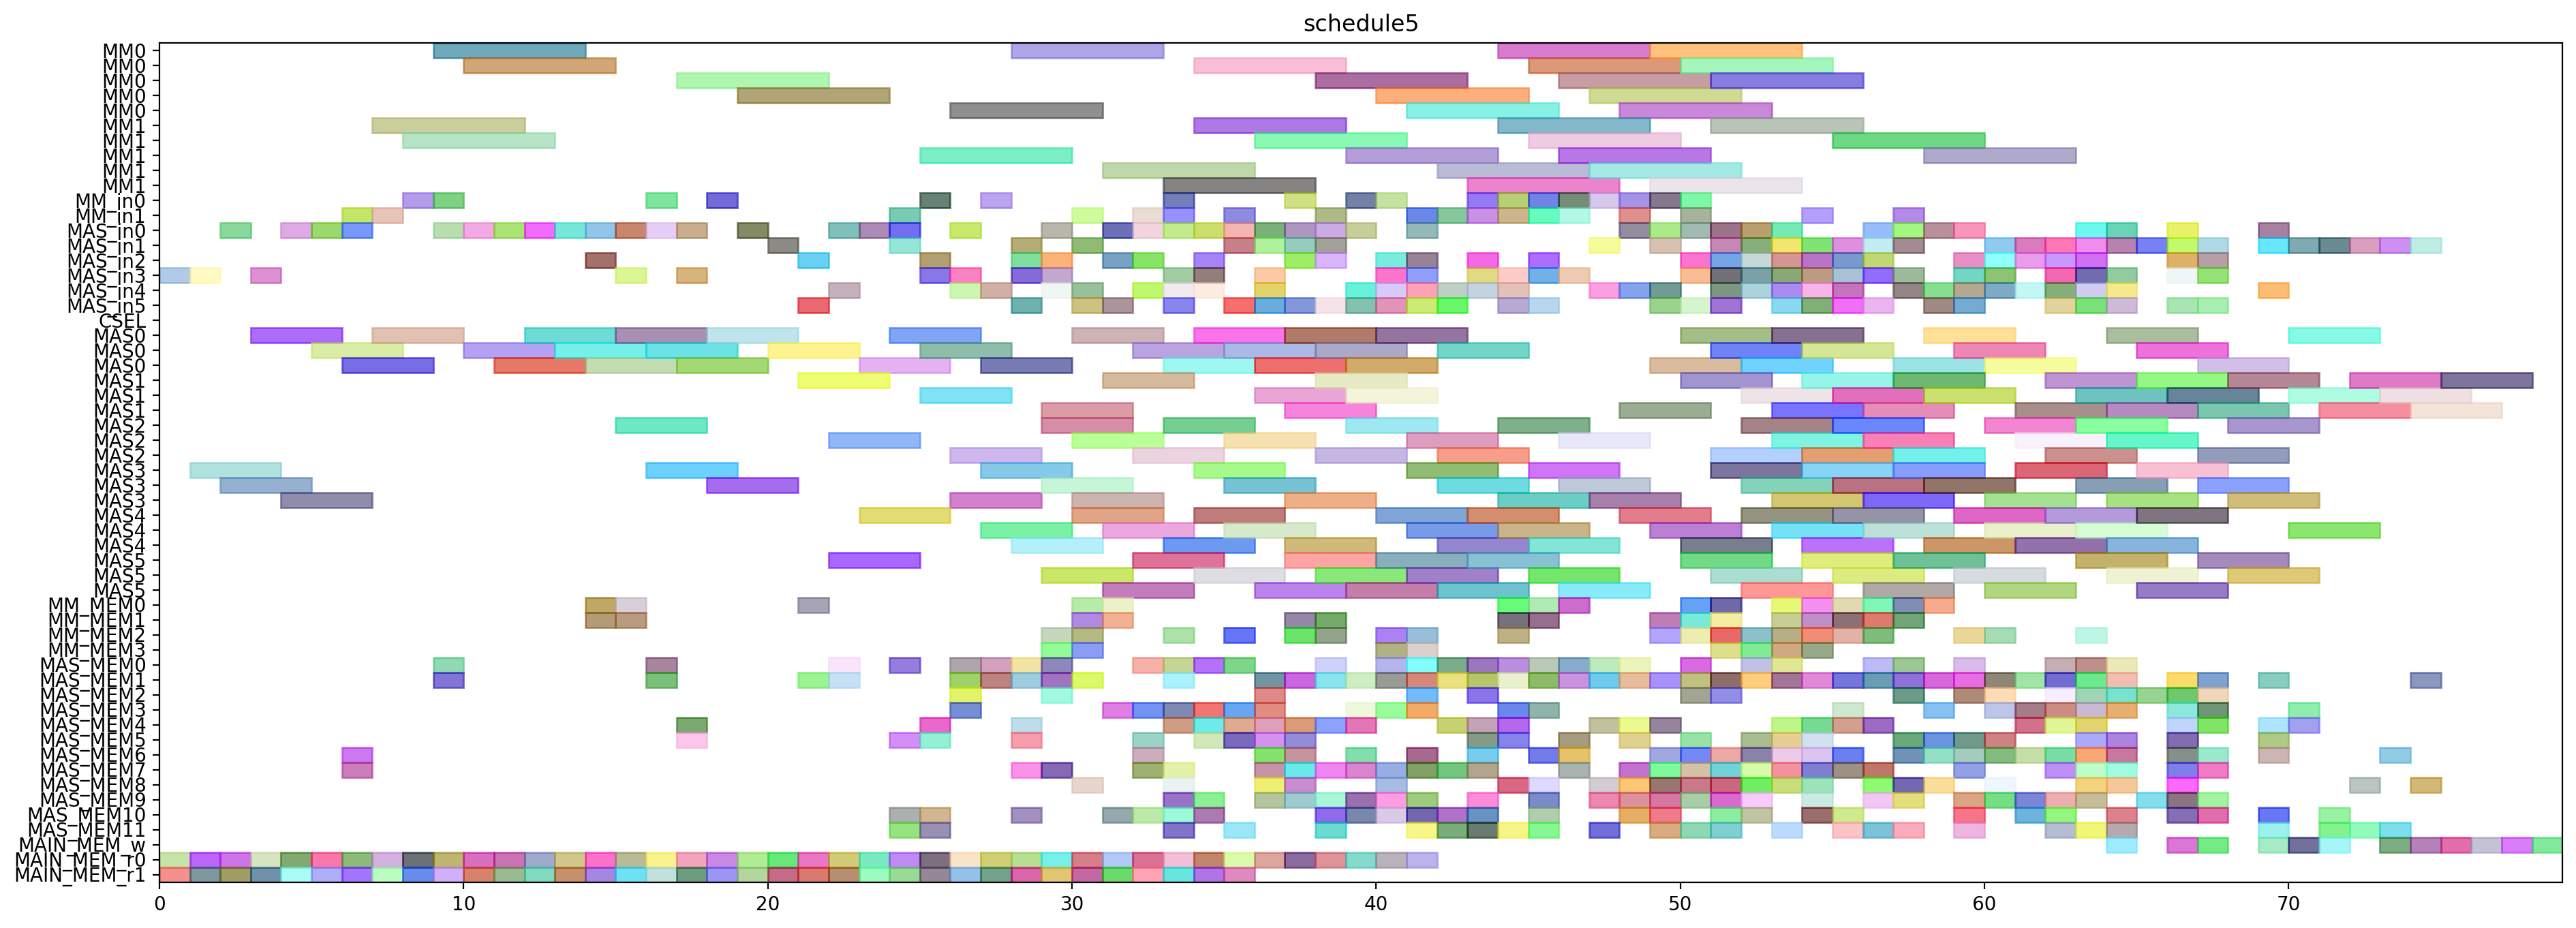 schedule5
MM0
MM0
MM0
MM0
MM0
MM1
MM1
MM1
MM1
MM1
MM_in0
MM_in1
MAS_in0
MAS_in1
MAS_in2
MAS_in3
MAS_in4
MAS_in5
CSEL
MAS0
MAS0
MAS0
MAS1
MAS1
MAS1
MAS2
MAS2
MAS2
MAS3
MAS3
MAS3
MAS4
MAS4
MAS4
MAS5
MAS5
MAS5
MM_MEM0
MM_MEM1
MM_MEM2
MM_MEM3
MAS_MEM0
MAS_MEM1
MAS_MEM2
MAS_MEM3
MAS_MEM4
MAS_MEM5
MAS_MEM6
MAS_MEM7
MAS_MEM8
MAS_MEM9
MAS_MEM10
MAS_MEM11
MAIN_MEM_w
MAIN_MEM_r0
MAIN_MEM_r1
0 10 20 30 40 50 60 70